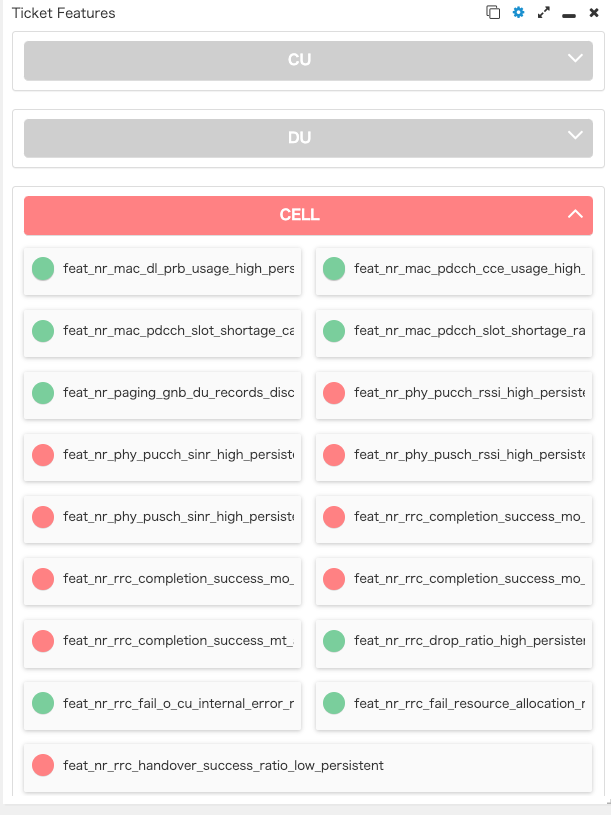 Ticket Features
CU
DU
CELL
feat_nr_mac_dl_prb_usage_high_pers
feat_nr_mac_pdcch_cce_usage_high_
feat_nr_mac_pdcch_slot_shortage_ca
feat_nr_mac_pdcch_slot_shortage_ra
feat_nr_paging_gnb_du_records_disc
feat_nr_phy_pucch_rssi_high_persiste
feat_nr_phy_pucch_sinr_high_persiste
feat_nr_phy_pusch_rssi_high_persiste
feat_nr_phy_pusch_sinr_high_persiste
feat_nr_rrc_completion_success_mo_
feat_nr_rrc_completion_success_mo_
feat_nr_rrc_completion_success_mo_
feat_nr_rrc_completion_success_mt_
feat_nr_rrc_drop_ratio_high_persister
feat_nr_rrc_fail_o_cu_internal_error_r
feat_nr_rrc_fail_resource_allocation_r
feat_nr_rrc_handover_success_ratio_low_persistent